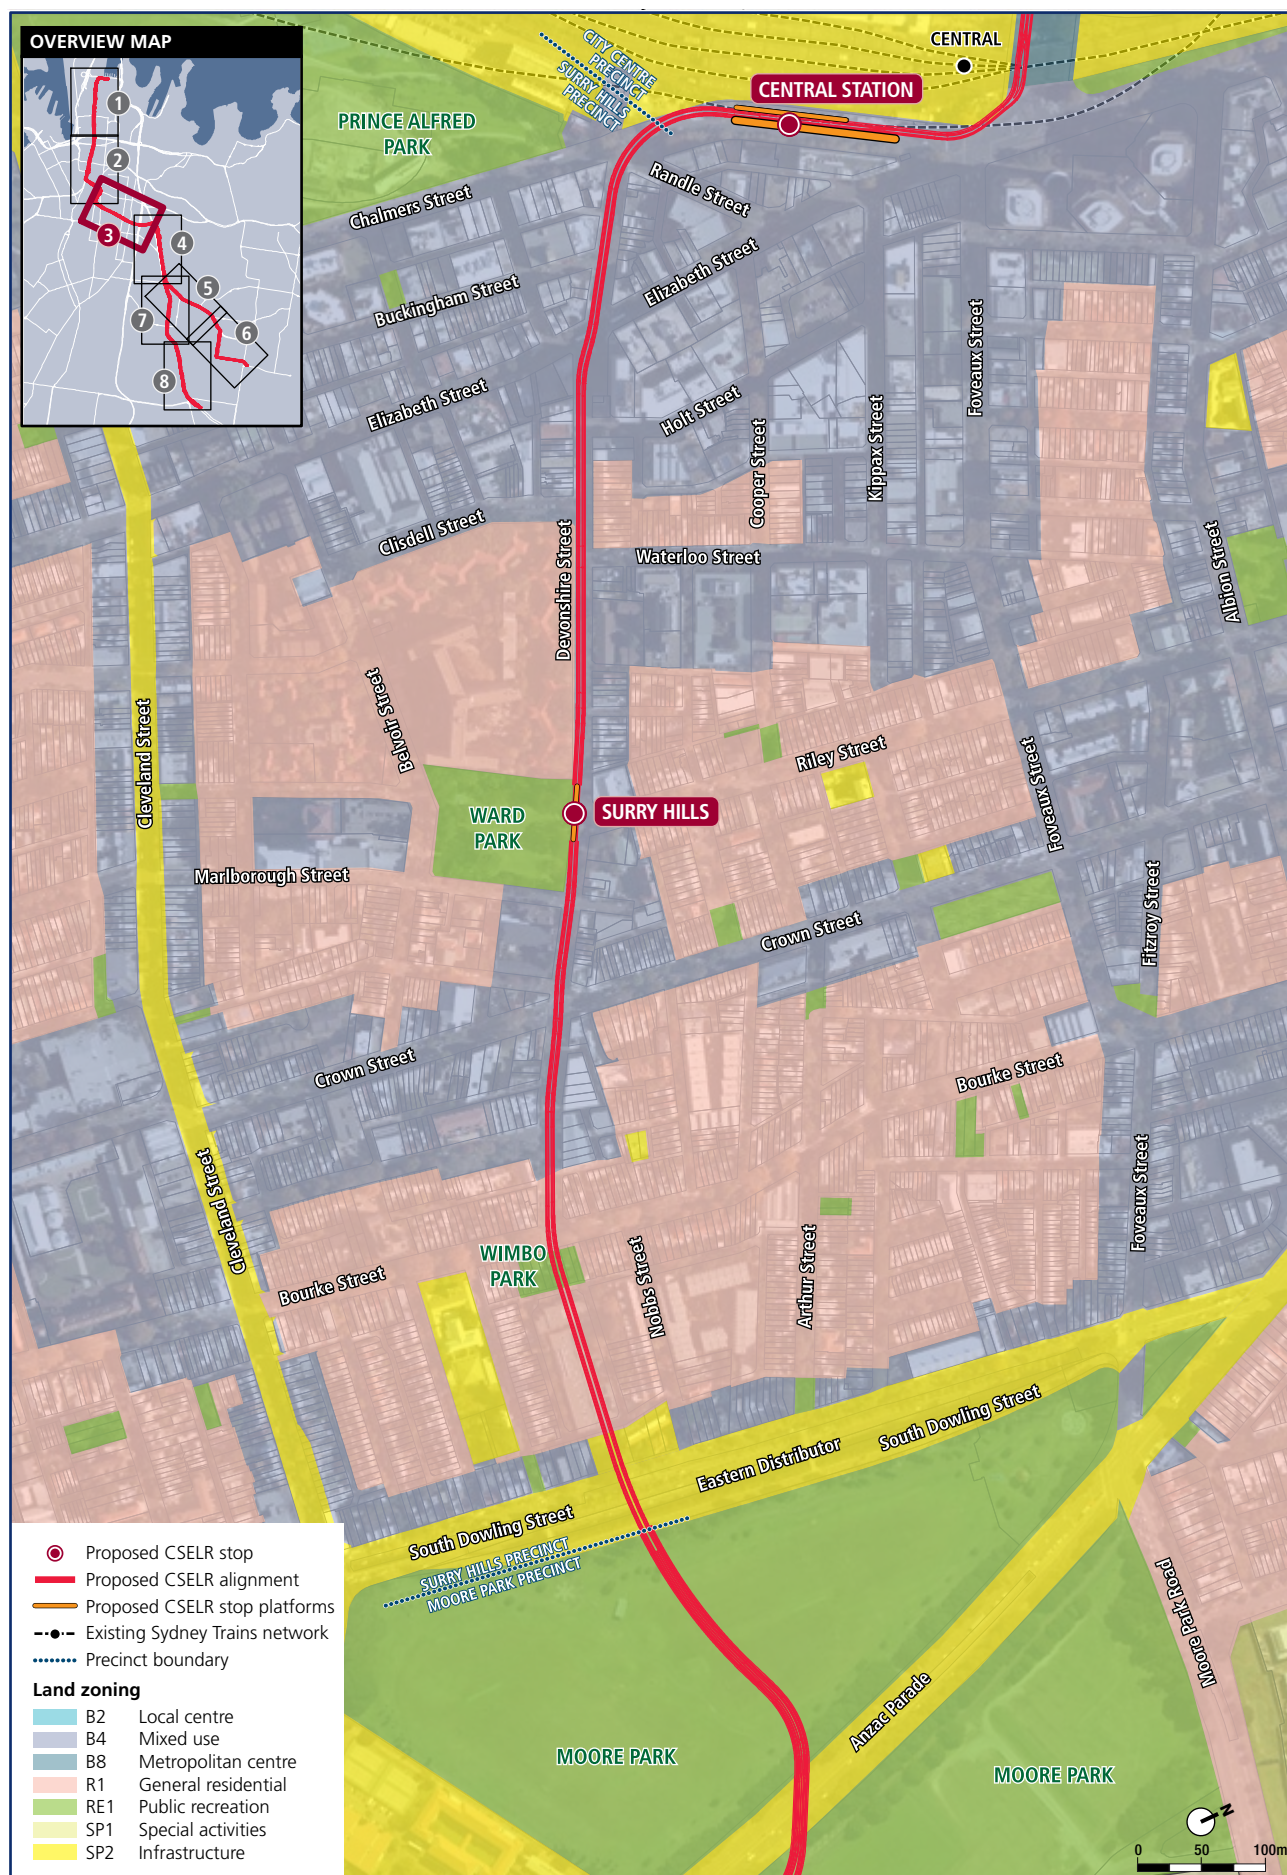 OVERVIEW MAP
1
2
3
4
5
6
7
8
CENTRAL
CENTRAL STATION
CITY CENTRE
PRECINCT
SURRY HILLS
PRECINCT
PRINCE ALFRED
PARK
Chalmers Street
Randle Street
Buckingham Street
Elizabeth Street
Elizabeth Street
Holt Street
Cooper Street
Kippax Street
Foveaux Street
Clisdell Street
Devonshire Street
Waterloo Street
Albion Street
Belvoir Street
Cleveland Street
Riley Street
Foveaux Street
WARD
PARK
SURRY HILLS
Marlborough Street
Crown Street
Fitzroy Street
Crown Street
Bourke Street
Cleveland Street
Foveaux Street
WIMBO
PARK
Nobbs Street
Arthur Street
Bourke Street
South Dowling Street
Eastern Distributor
South Dowling Street
SURRY HILLS PRECINCT
MOORE PARK PRECINCT
Moore Park Road
Anzac Parade
MOORE PARK
MOORE PARK
Proposed CSELR stop
Proposed CSELR alignment
Proposed CSELR stop platforms
Existing Sydney Trains network
Precinct boundary
Land zoning
B2 Local centre
B4 Mixed use
B8 Metropolitan centre
R1 General residential
RE1 Public recreation
SP1 Special activities
SP2 Infrastructure
N
0 50 100m